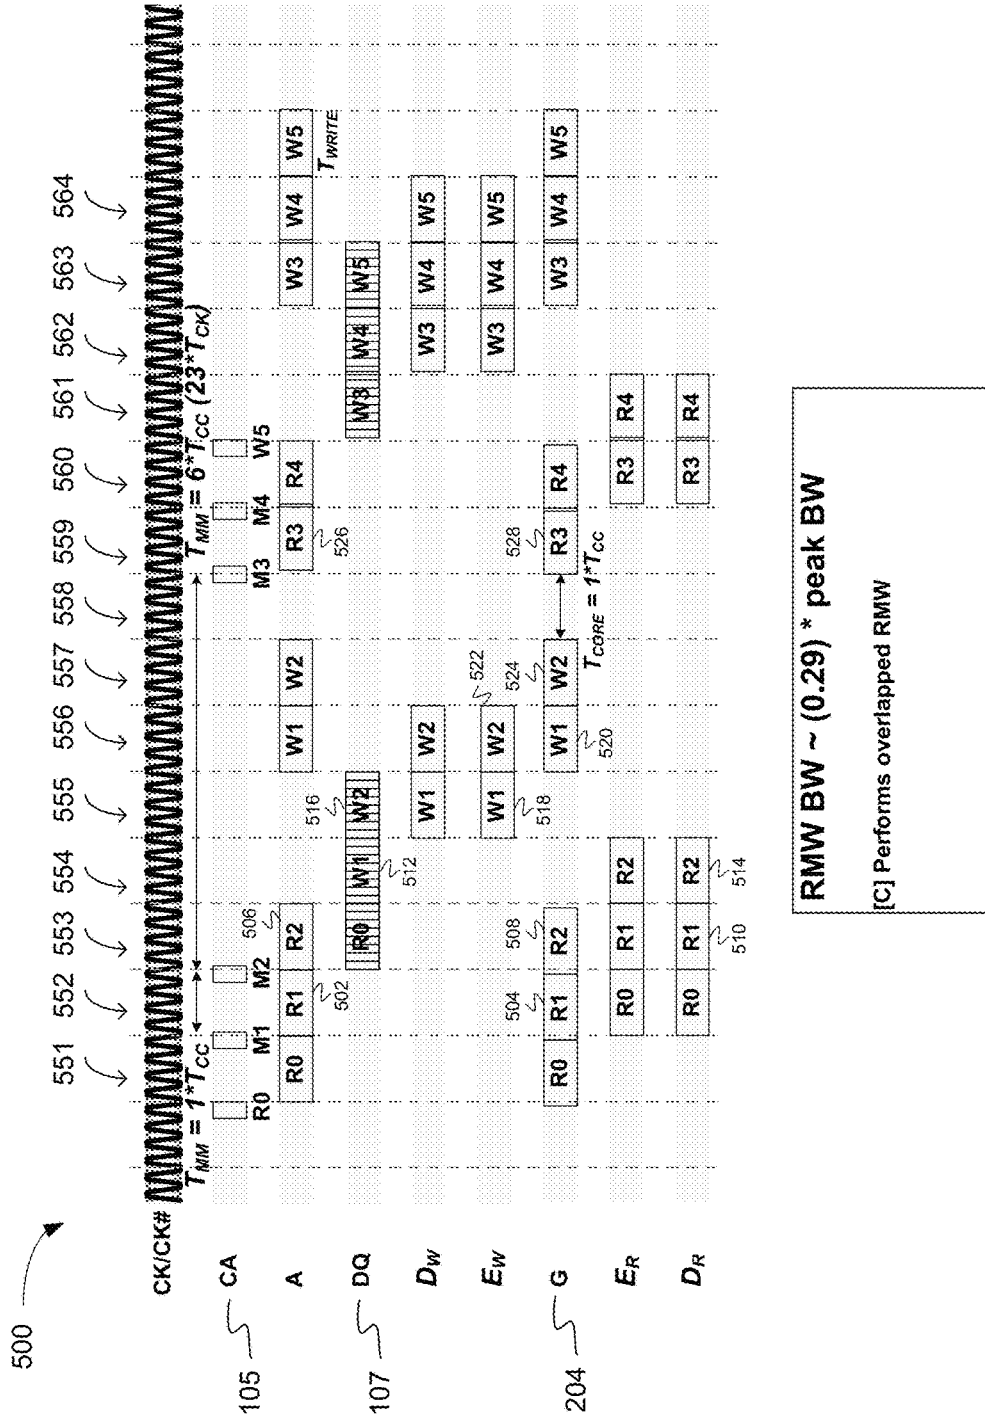 500
551 552 553 554 555 556 557 558 559 560 561 562 563 564
CK/CK#
T_MM = 1*T_CC
T_MM = 6*T_CC (23*T_CK)
105
CA
R0 M1 M2 M3 M4 W5
A
R0 R1 R2 W1 W2 R3 R4 W3 W4 W5
502 506 526
T_WRITE
107
DQ
R0 W1 W2 W3 W4 W5
512 516
D_W
W1 W2 W3 W4 W5
E_W
W1 W2 W3 W4 W5
518 522
204
G
R0 R1 R2 W1 W2 R3 R4 W3 W4 W5
504 508 520 524 528
T_CORE = 1*T_CC
E_R
R0 R1 R2 R3 R4
D_R
R0 R1 R2 R3 R4
510 514
RMW BW ~ (0.29) * peak BW
[C] Performs overlapped RMW